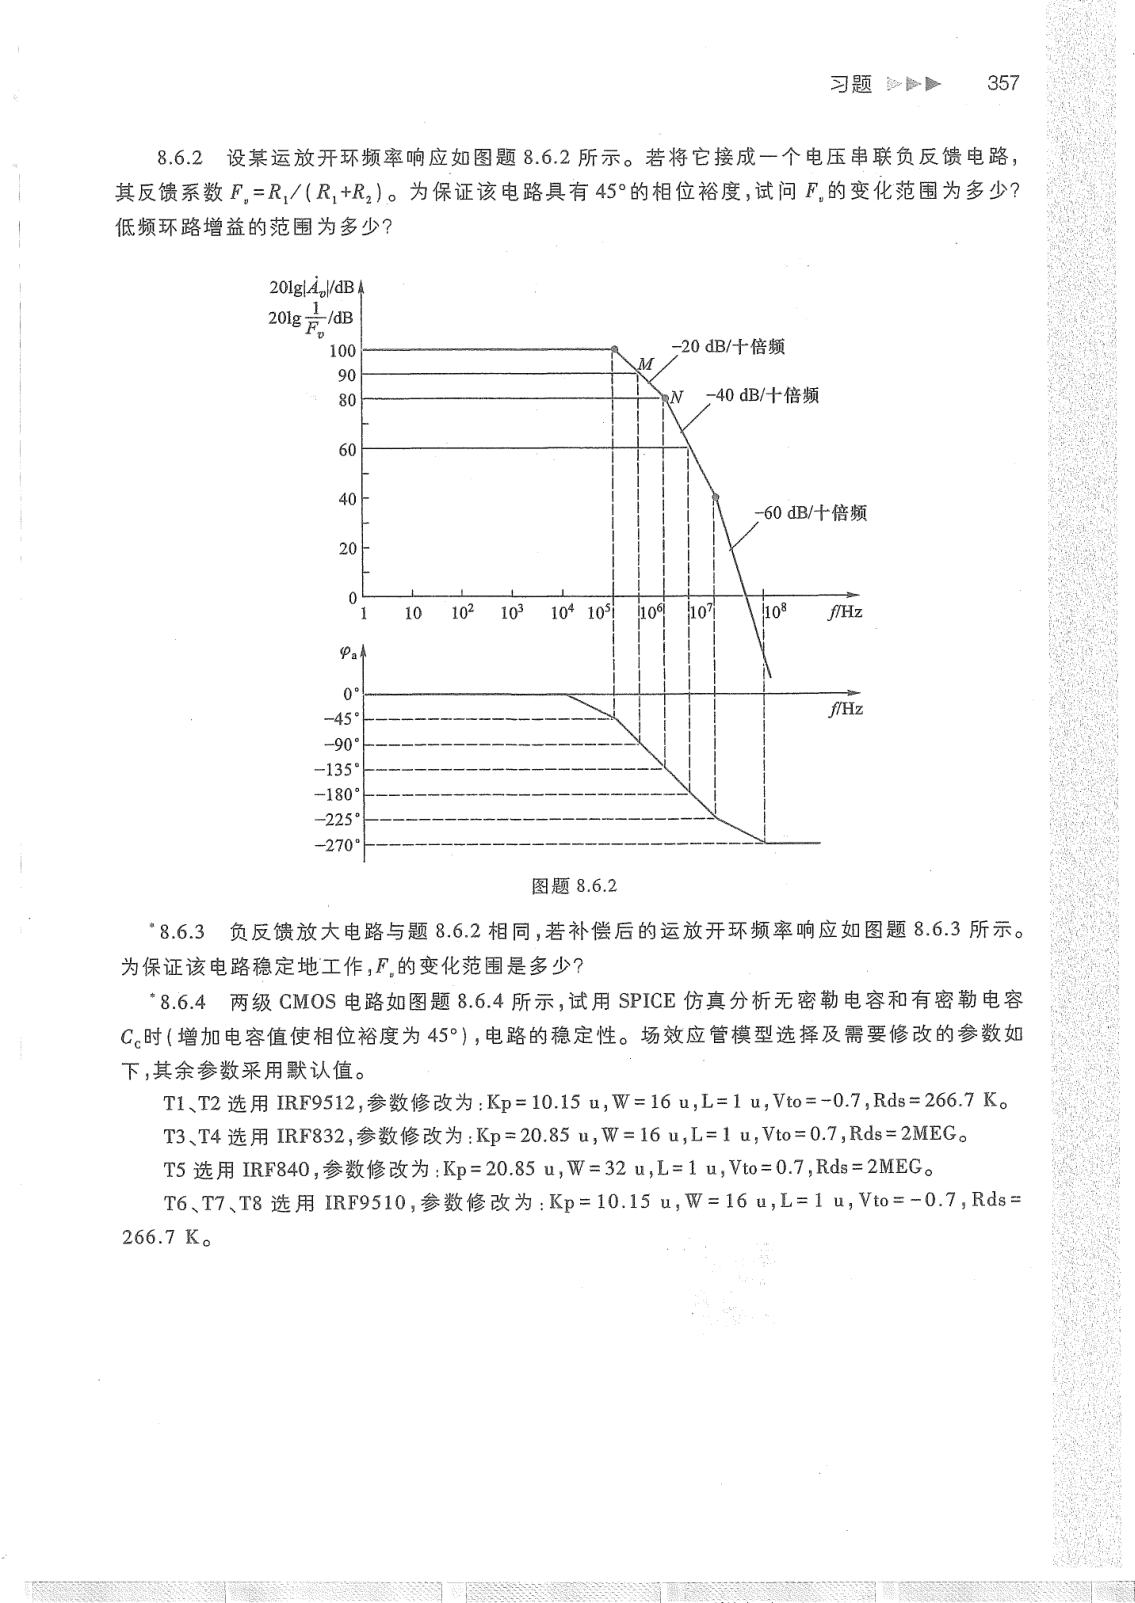 习题 357
8.6.2 设某运放开环频率响应如图题 8.6.2 所示。若将它接成一个电压串联负反馈电路,
其反馈系数 Fv=R1/(R1+R2)。为保证该电路具有 45°的相位裕度,试问 Fv的变化范围为多少?
低频环路增益的范围为多少?
20lg|Ȧv|/dB
20lg 1/Fv /dB
100
90
80
60
40
20
0
M
N
-20 dB/十倍频
-40 dB/十倍频
-60 dB/十倍频
1 10 10² 10³ 10⁴ 10⁵ 10⁶ 10⁷ 10⁸ f/Hz
φa
0°
-45°
-90°
-135°
-180°
-225°
-270°
f/Hz
图题 8.6.2
*8.6.3 负反馈放大电路与题 8.6.2 相同,若补偿后的运放开环频率响应如图题 8.6.3 所示。
为保证该电路稳定地工作,Fv的变化范围是多少?
*8.6.4 两级 CMOS 电路如图题 8.6.4 所示,试用 SPICE 仿真分析无密勒电容和有密勒电容
Cc时(增加电容值使相位裕度为 45°),电路的稳定性。场效应管模型选择及需要修改的参数如
下,其余参数采用默认值。
T1、T2 选用 IRF9512,参数修改为:Kp=10.15 u,W=16 u,L=1 u,Vto=-0.7,Rds=266.7 K。
T3、T4 选用 IRF832,参数修改为:Kp=20.85 u,W=16 u,L=1 u,Vto=0.7,Rds=2MEG。
T5 选用 IRF840,参数修改为:Kp=20.85 u,W=32 u,L=1 u,Vto=0.7,Rds=2MEG。
T6、T7、T8 选用 IRF9510,参数修改为:Kp=10.15 u,W=16 u,L=1 u,Vto=-0.7,Rds=
266.7 K。